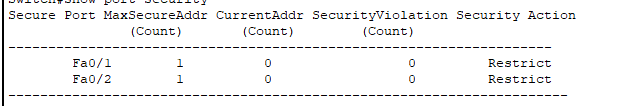 Switch#show port security
Secure Port MaxSecureAddr CurrentAddr SecurityViolation Security Action
(Count) (Count) (Count)
--------------------------------------------------------------------
Fa0/1 1 0 0 Restrict
Fa0/2 1 0 0 Restrict
----------------------------------------------------------------------